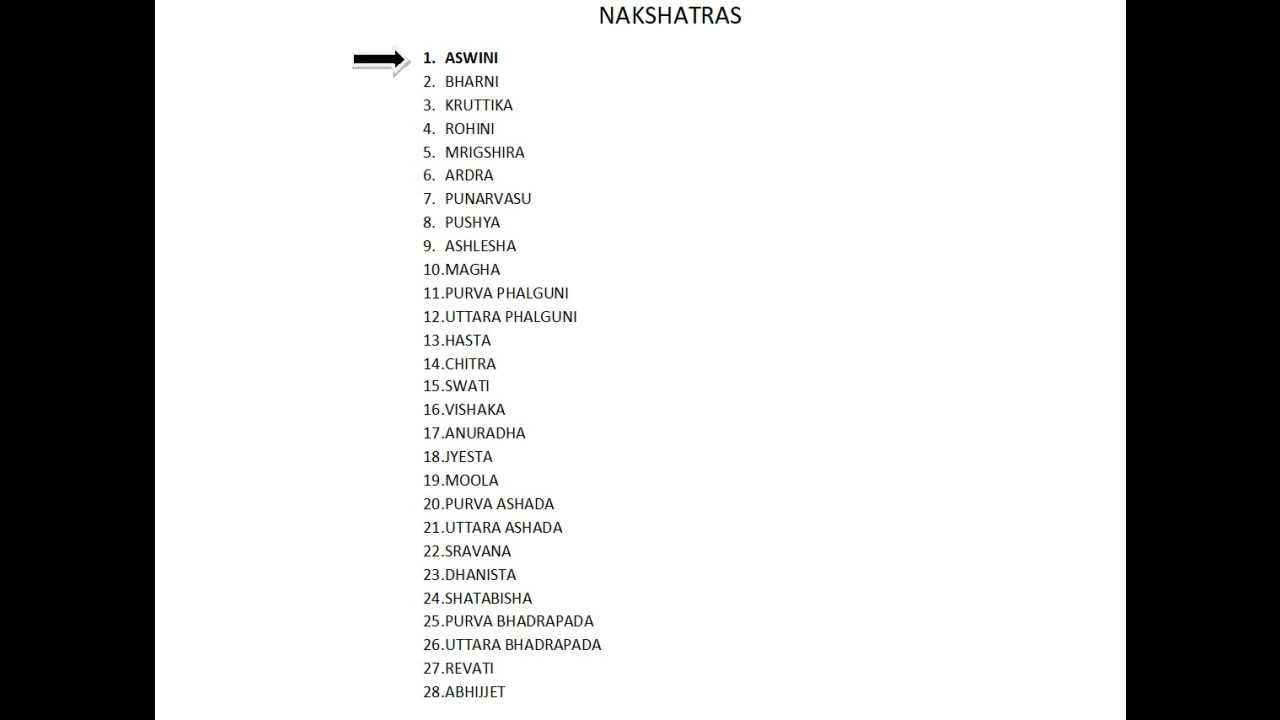 NAKSHATRAS
1. ASWINI
2. BHARNI
3. KRUTTIKA
4. ROHINI
5. MRIGSHIRA
6. ARDRA
7. PUNARVASU
8. PUSHYA
9. ASHLESHA
10.MAGHA
11.PURVA PHALGUNI
12.UTTARA PHALGUNI
13.HASTA
14.CHITRA
15.SWATI
16.VISHAKA
17.ANURADHA
18.JYESTA
19.MOOLA
20.PURVA ASHADA
21.UTTARA ASHADA
22.SRAVANA
23.DHANISTA
24.SHATABISHA
25.PURVA BHADRAPADA
26.UTTARA BHADRAPADA
27.REVATI
28.ABHIJJET